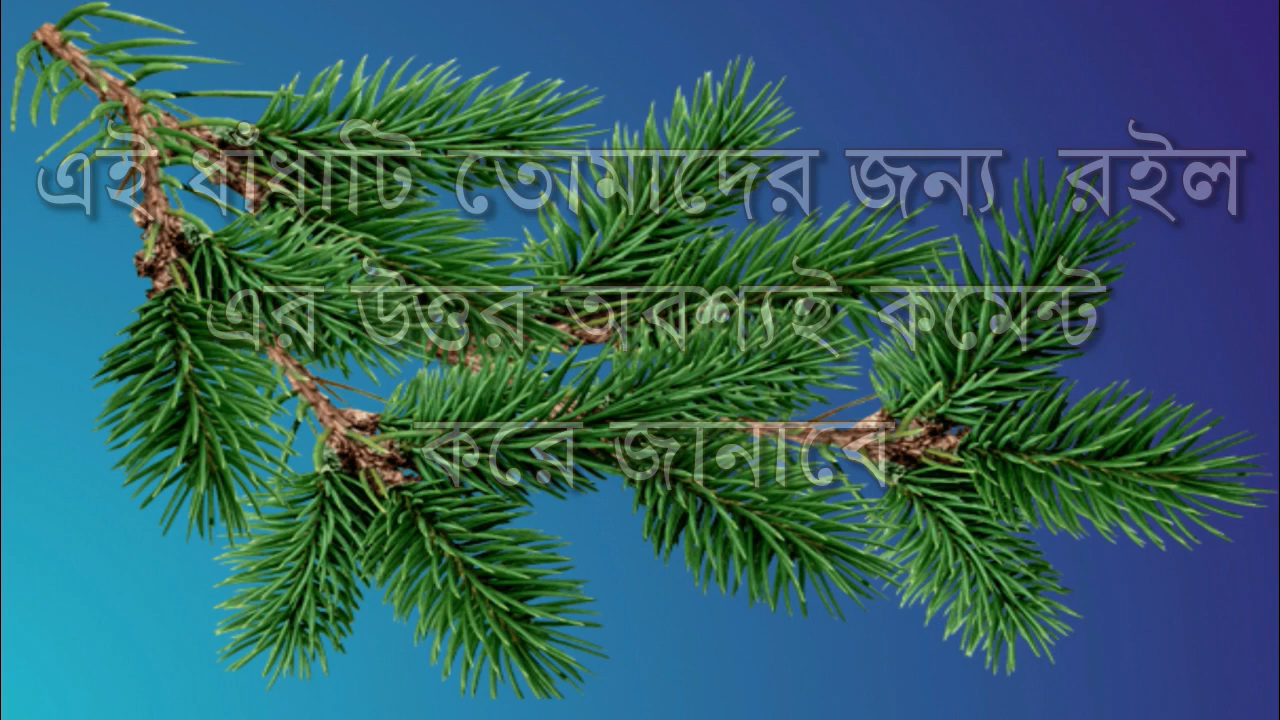 এই ধাঁধাটি তোমাদের জন্য রইল
এর উত্তর অবশ্যই কমেন্ট
করে জানাবে